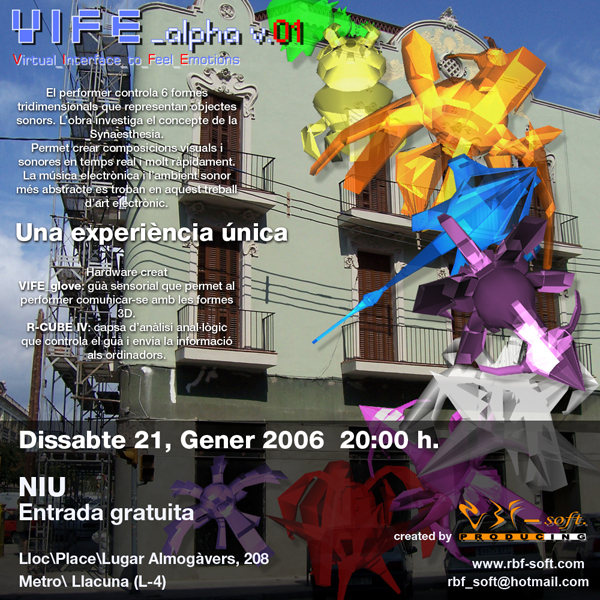 VIFE_alpha v.01
Virtual_Interface_to_Feel_Emotions
El performer controla 6 formes
tridimensionals que representan objectes
sonors. L'obra investiga el concepte de la
Synaesthesia.
Permet crear composicions visuals i
sonores en temps real i molt ràpidament.
La música electrònica i l'ambient sonor
més abstracte es troban en aquest treball
d'art electrònic.
Una experiència única
Hardware creat
VIFE_glove: guà sensorial que permet al
performer comunicar-se amb les formes
3D.
R-CUBE IV: capsa d'anàlisi anal·lògic
que controla el guà i envia la informació
als ordinadors.
Dissabte 21, Gener 2006 20:00 h.
NIU
Entrada gratuita
created by
RBF_soft.
PRODUCING
Lloc\Place\Lugar Almogàvers, 208
Metro\ Llacuna (L-4)
www.rbf-soft.com
rbf_soft@hotmail.com